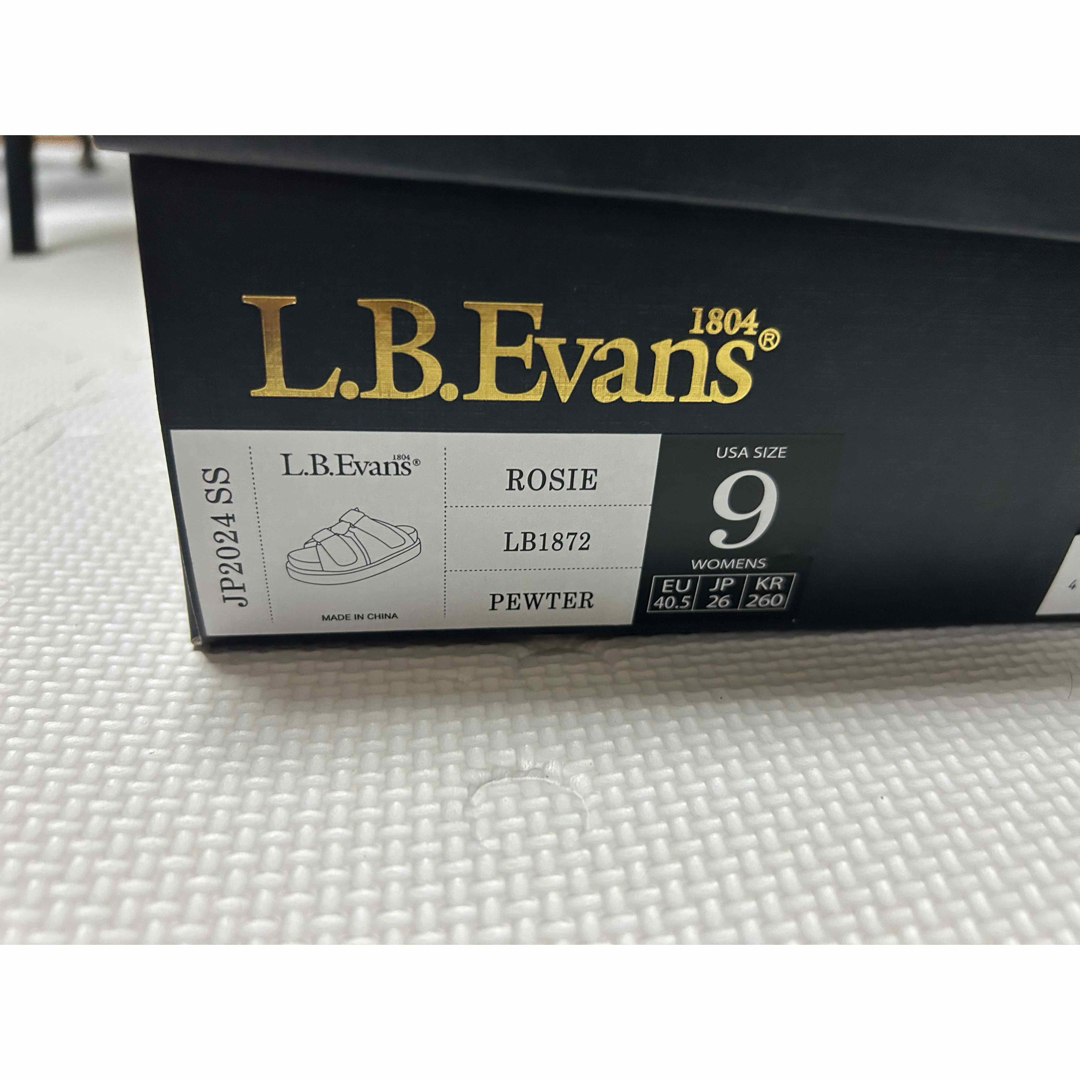 1804
L.B.Evans®
JP2024 SS
1804
L.B.Evans®
MADE IN CHINA
ROSIE
LB1872
PEWTER
USA SIZE
9
WOMENS
EU JP KR
40.5 26 260
4